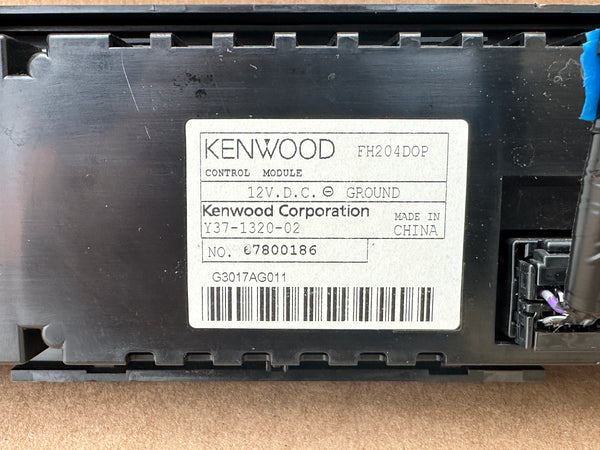 KENWOOD FH204DOP
CONTROL MODULE
12V.D.C. ⊖ GROUND
Kenwood Corporation
Y37-1320-02
MADE IN
CHINA
NO. 67800186
G3017AG011